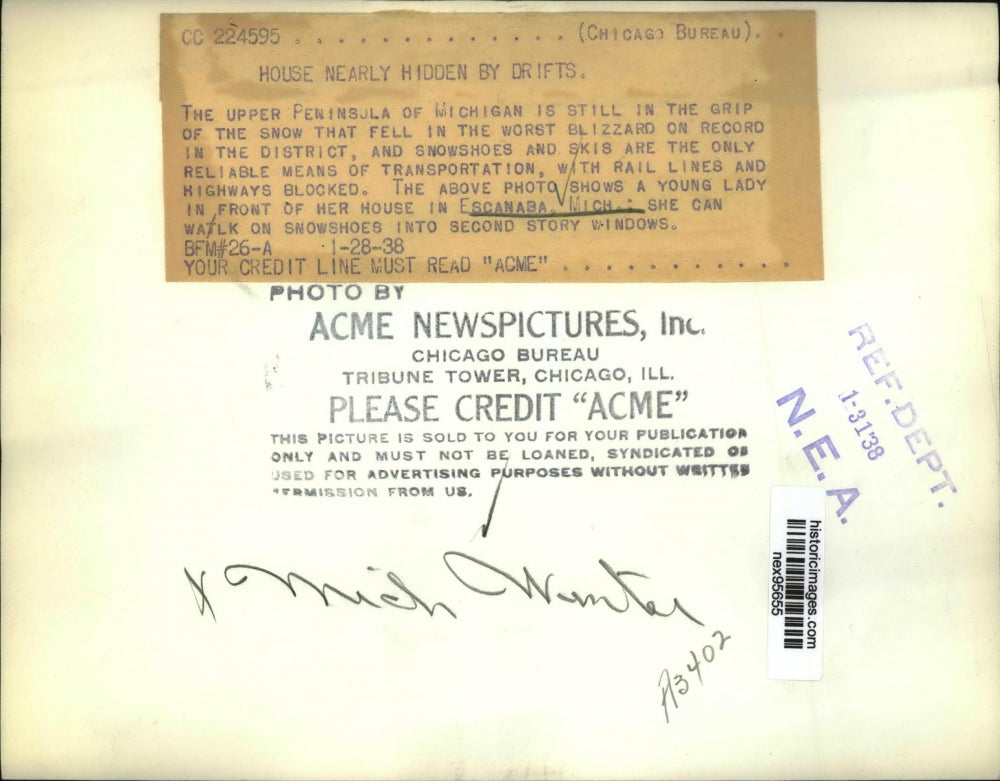 CC 224595 . . . . . . . . . . . . . (CHICAGO BUREAU). .
HOUSE NEARLY HIDDEN BY DRIFTS.
THE UPPER PENINSULA OF MICHIGAN IS STILL IN THE GRIP
OF THE SNOW THAT FELL IN THE WORST BLIZZARD ON RECORD
IN THE DISTRICT, AND SNOWSHOES AND SKIS ARE THE ONLY
RELIABLE MEANS OF TRANSPORTATION, WITH RAIL LINES AND
HIGHWAYS BLOCKED. THE ABOVE PHOTO SHOWS A YOUNG LADY
IN FRONT OF HER HOUSE IN ESCANABA, MICH.: SHE CAN
WALK ON SNOWSHOES INTO SECOND STORY WINDOWS.
BFM#26-A 1-28-38
YOUR CREDIT LINE MUST READ "ACME" . . . . . . . . . . . .
PHOTO BY
ACME NEWSPICTURES, Inc.
CHICAGO BUREAU
TRIBUNE TOWER, CHICAGO, ILL.
PLEASE CREDIT "ACME"
THIS PICTURE IS SOLD TO YOU FOR YOUR PUBLICATION
ONLY AND MUST NOT BE LOANED, SYNDICATED OR
USED FOR ADVERTISING PURPOSES WITHOUT WRITTEN
PERMISSION FROM US.
REF. DEPT.
1-31'38
N. E. A.
historicimages.com
nex95655
X Mich Winter
A3402